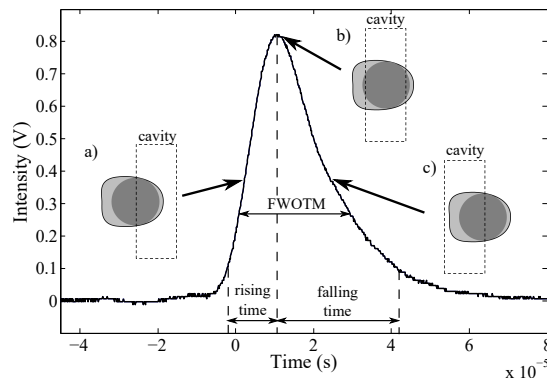 0.8
0.7
0.6
0.5
0.4
0.3
0.2
0.1
0
Intensity (V)
a)
cavity
b)
cavity
c)
cavity
FWOTM
rising
time
falling
time
−4
−2
0
2
4
6
8
Time (s)
x 10⁻⁵